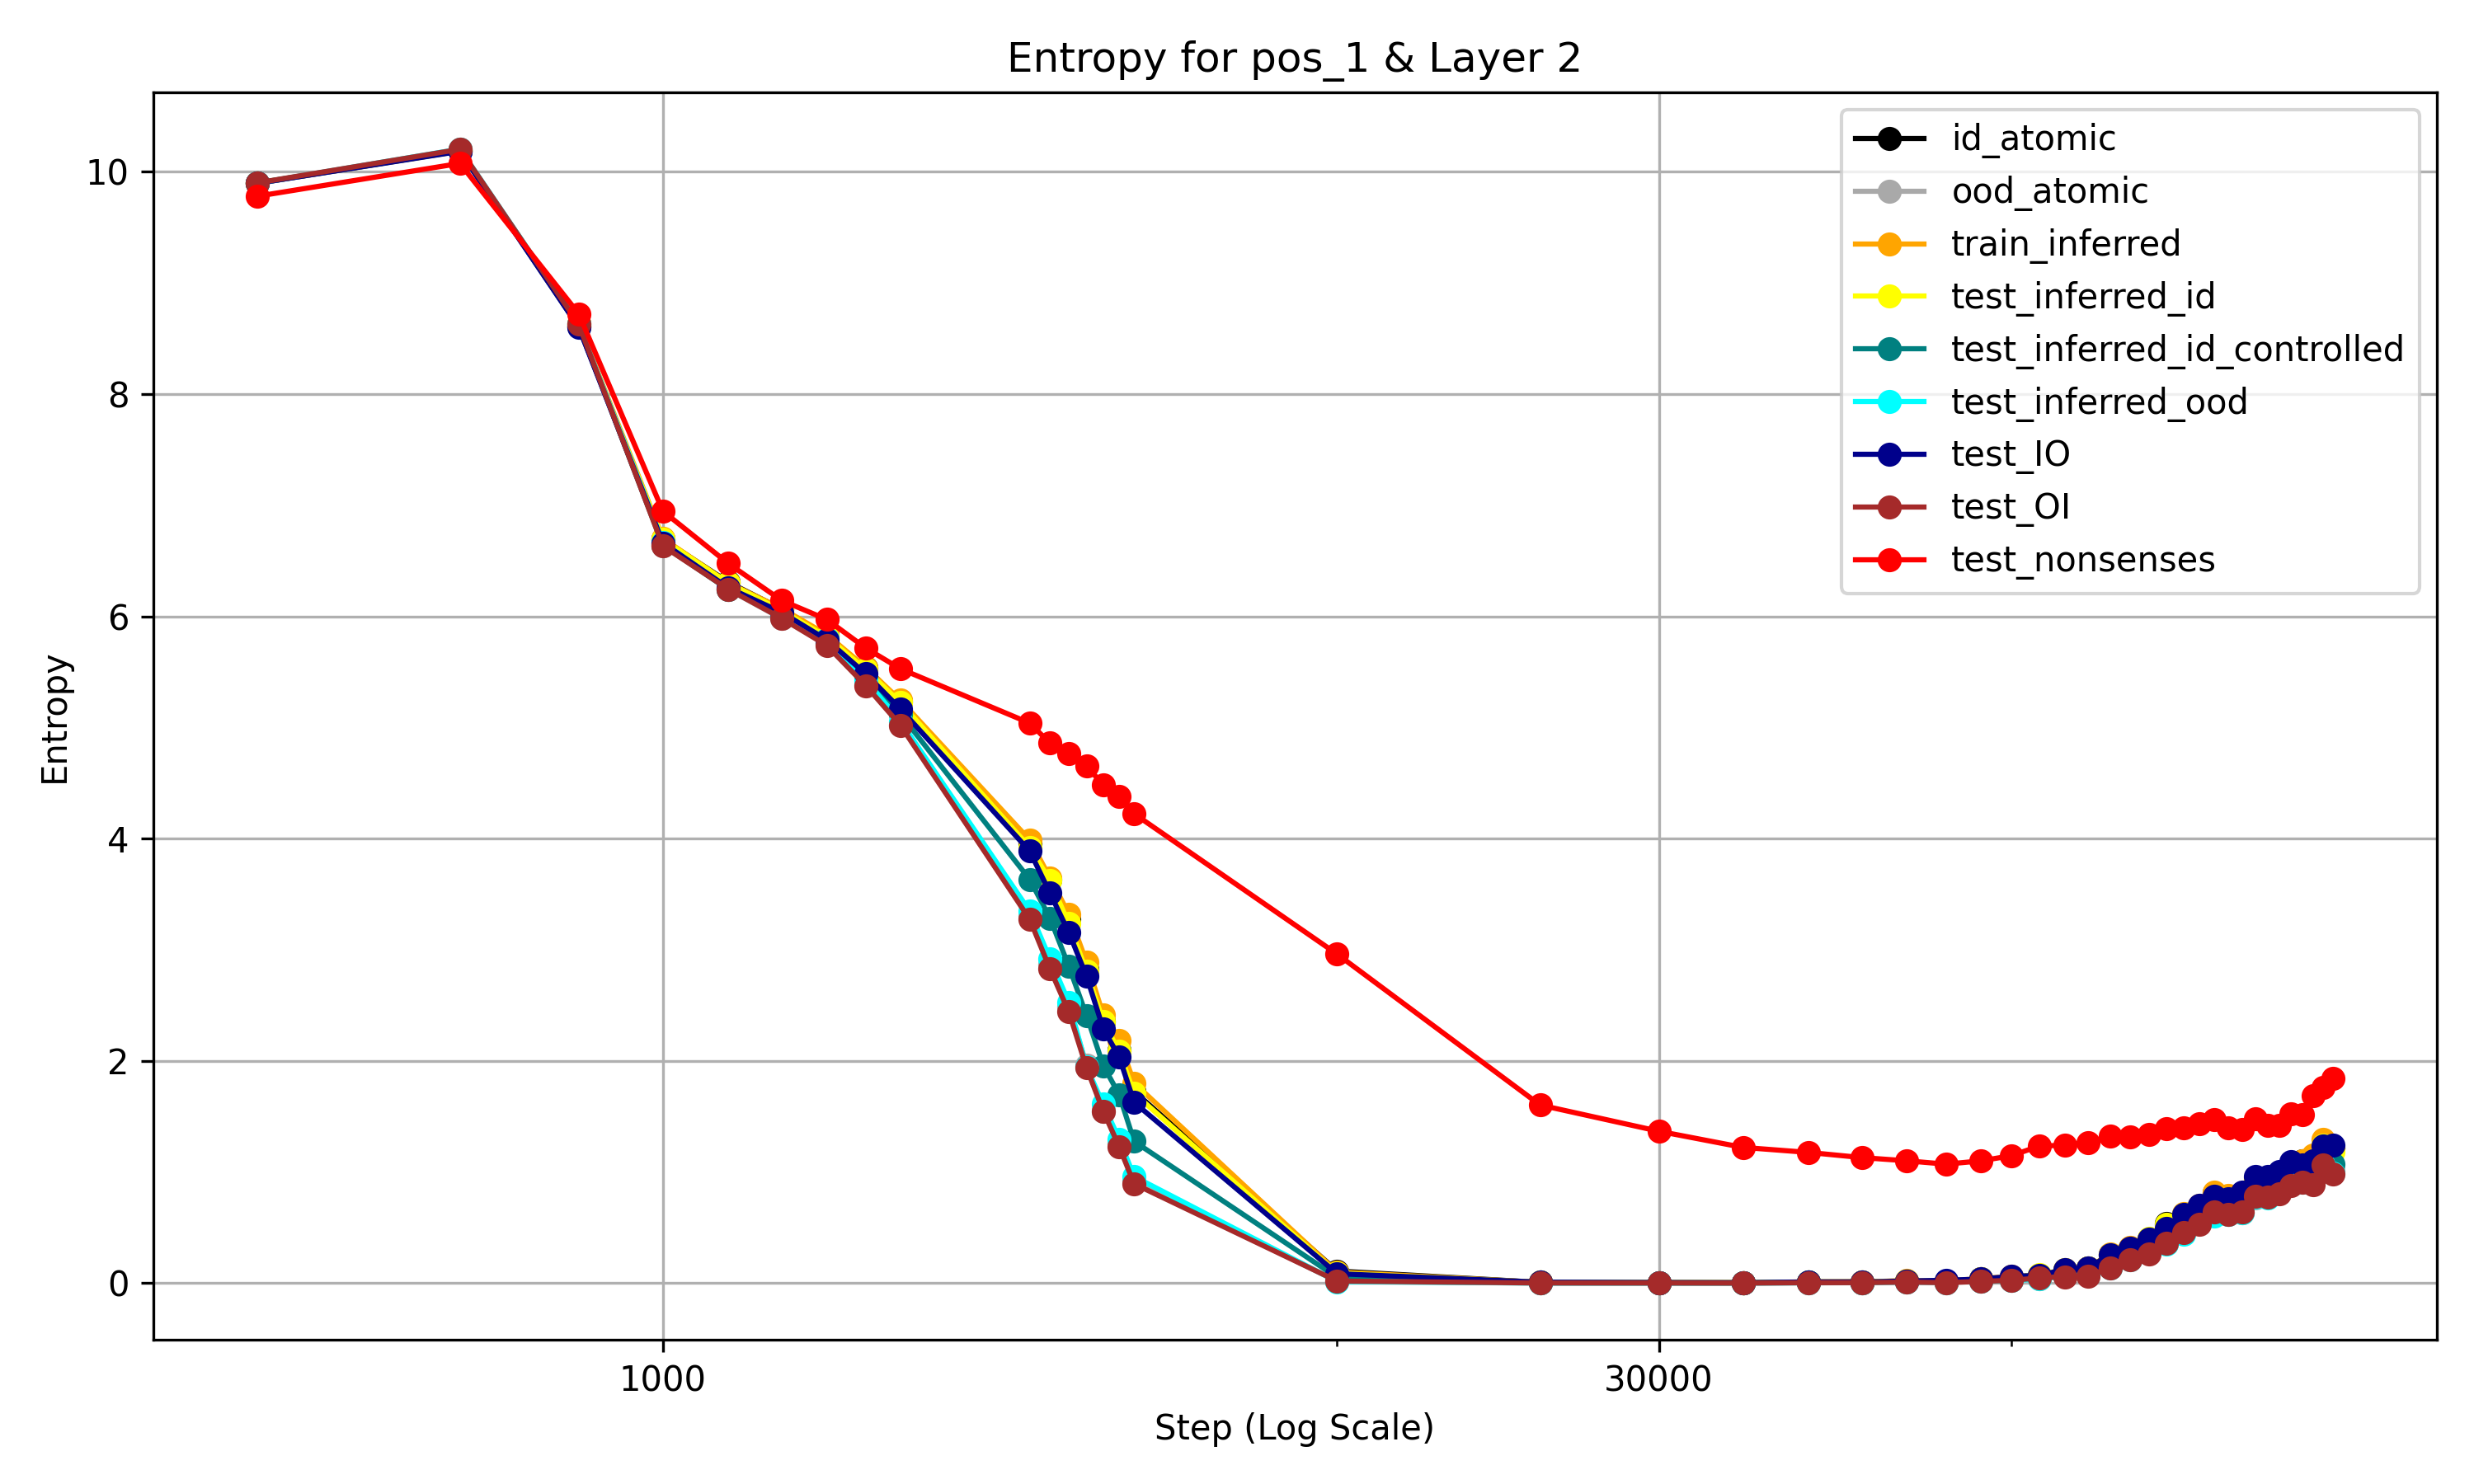 Entropy for pos_1 & Layer 2
10
8
6
4
2
0
Entropy
id_atomic
ood_atomic
train_inferred
test_inferred_id
test_inferred_id_controlled
test_inferred_ood
test_IO
test_OI
test_nonsenses
1000
30000
Step (Log Scale)